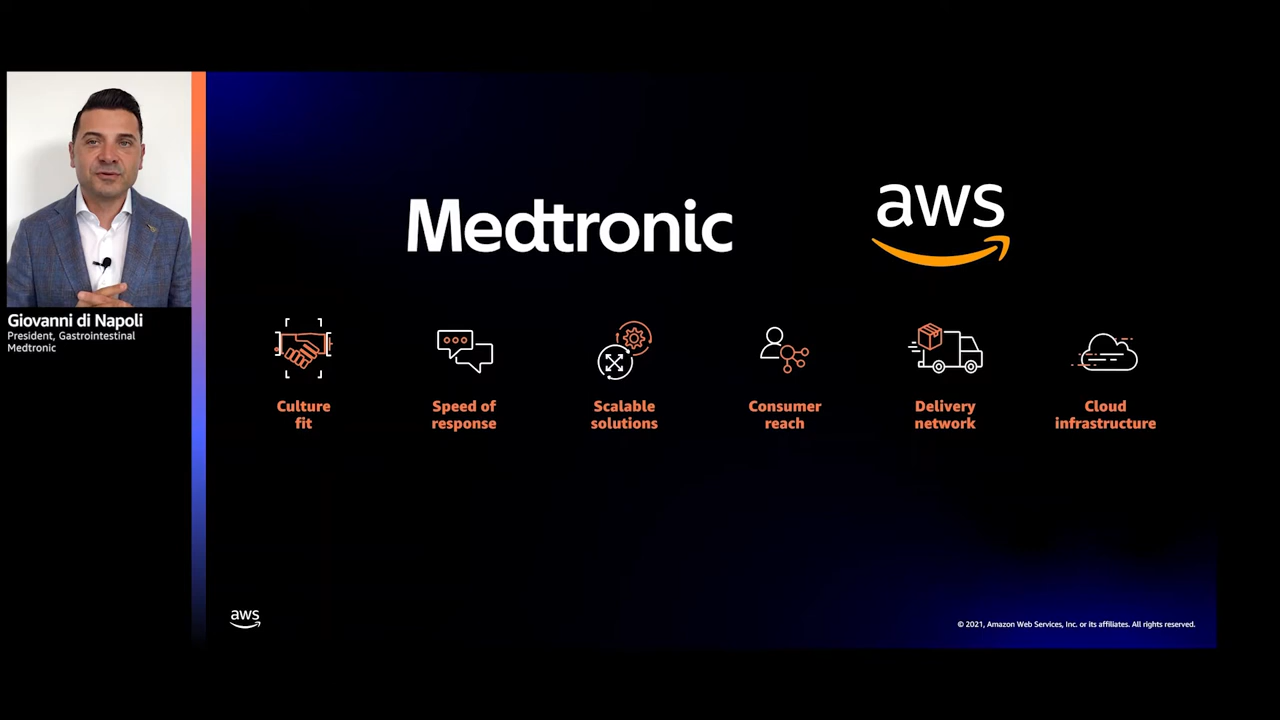 Medtronic
aws
Giovanni di Napoli
President, Gastrointestinal
Medtronic
Culture
fit
Speed of
response
Scalable
solutions
Consumer
reach
Delivery
network
Cloud
infrastructure
aws
© 2021, Amazon Web Services, Inc. or its affiliates. All rights reserved.